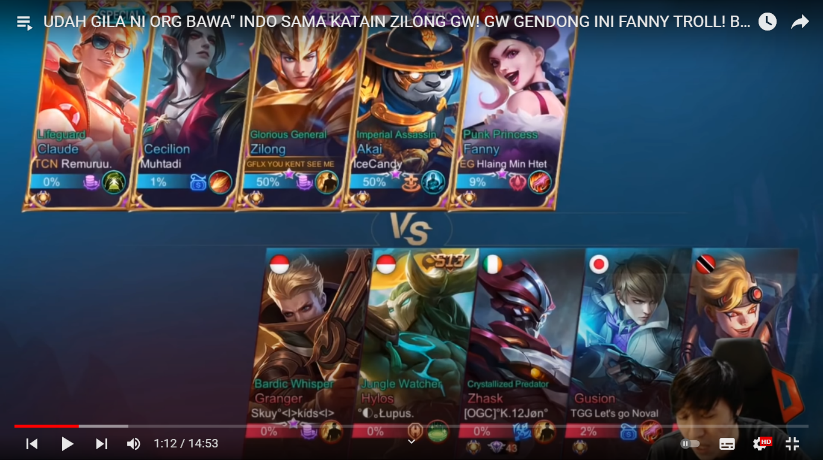 UDAH GILA NI ORG BAWA" INDO SAMA KATAIN ZILONG GW! GW GENDONG INI FANNY TROLL! B...
Lifeguard
Claude
TCN Remuruu.
0%
Cecilion
Muhtadi
1%
Glorious General
Zilong
GFLX YOU KENT SEE ME
50%
Imperial Assassin
Akai
IceCandy
50%
Punk Princess
Fanny
EG Hlaing Min Htet
9%
VS
Bardic Whisper
Granger
Skuy"<I>kids<I>
0%
S13
Jungle Watcher
Hylos
Lupus.
0%
Crystallized Predator
Zhask
[OGC]"K.12Jøn"
0%
43
Gusion
TGG Let's go Noval
2%
1:12 / 14:53
HD